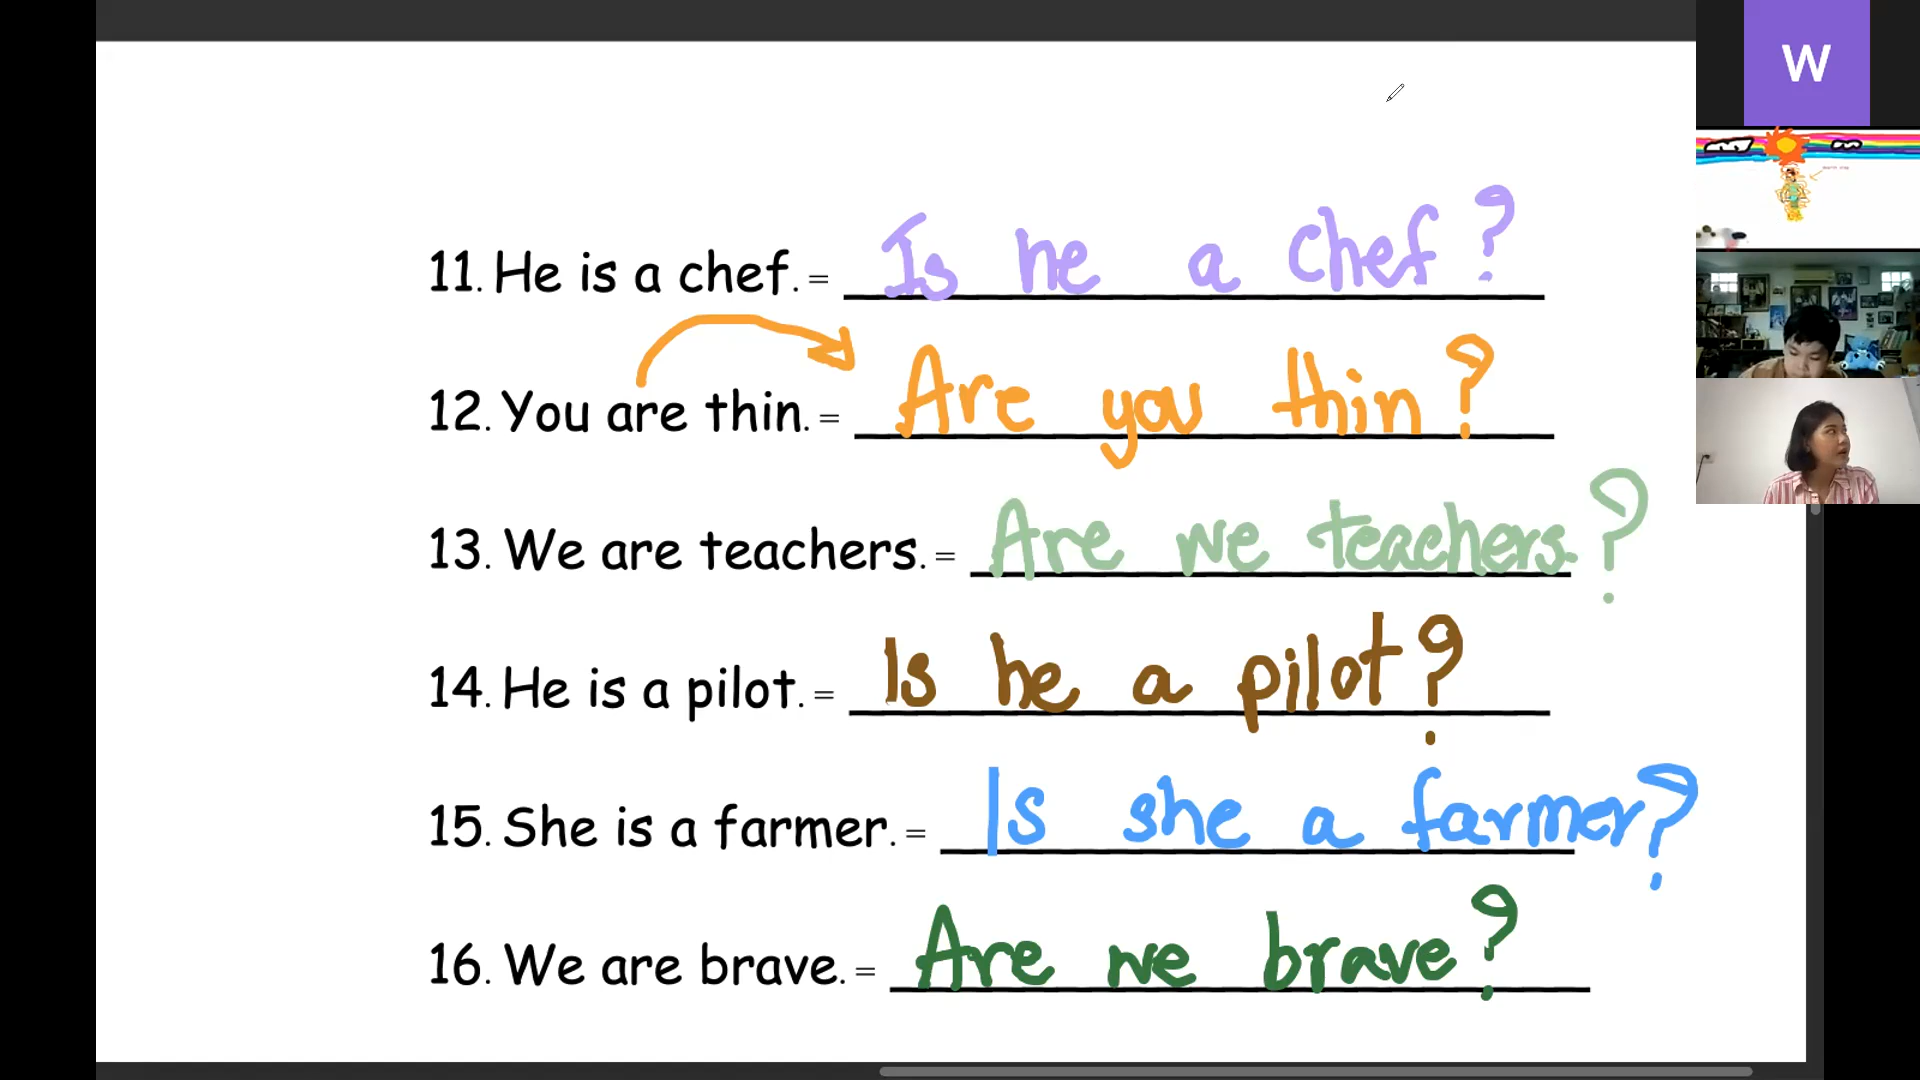 W
11. He is a chef. = Is he a chef?
12. You are thin. = Are you thin?
13. We are teachers. = Are we teachers?
14. He is a pilot. = Is he a pilot?
15. She is a farmer. = Is she a farmer?
16. We are brave. = Are we brave?